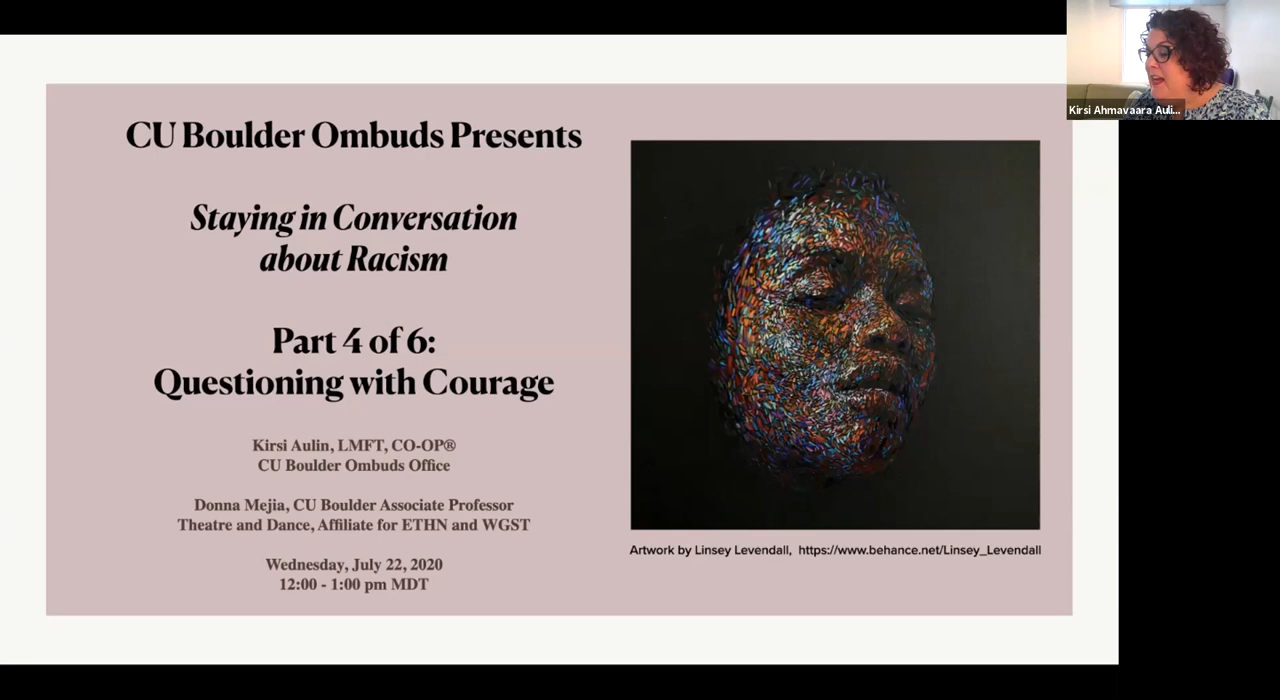 CU Boulder Ombuds Presents
Staying in Conversation
about Racism
Part 4 of 6:
Questioning with Courage
Kirsi Aulin, LMFT, CO-OP®
CU Boulder Ombuds Office
Donna Mejia, CU Boulder Associate Professor
Theatre and Dance, Affiliate for ETHN and WGST
Wednesday, July 22, 2020
12:00 - 1:00 pm MDT
Artwork by Linsey Levendall, https://www.behance.net/Linsey_Levendall
Kirsi Ahmavaara Auli...